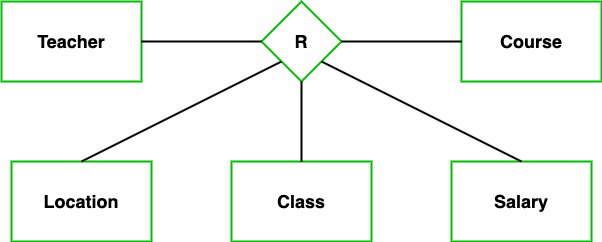 Teacher
R
Course
Location
Class
Salary